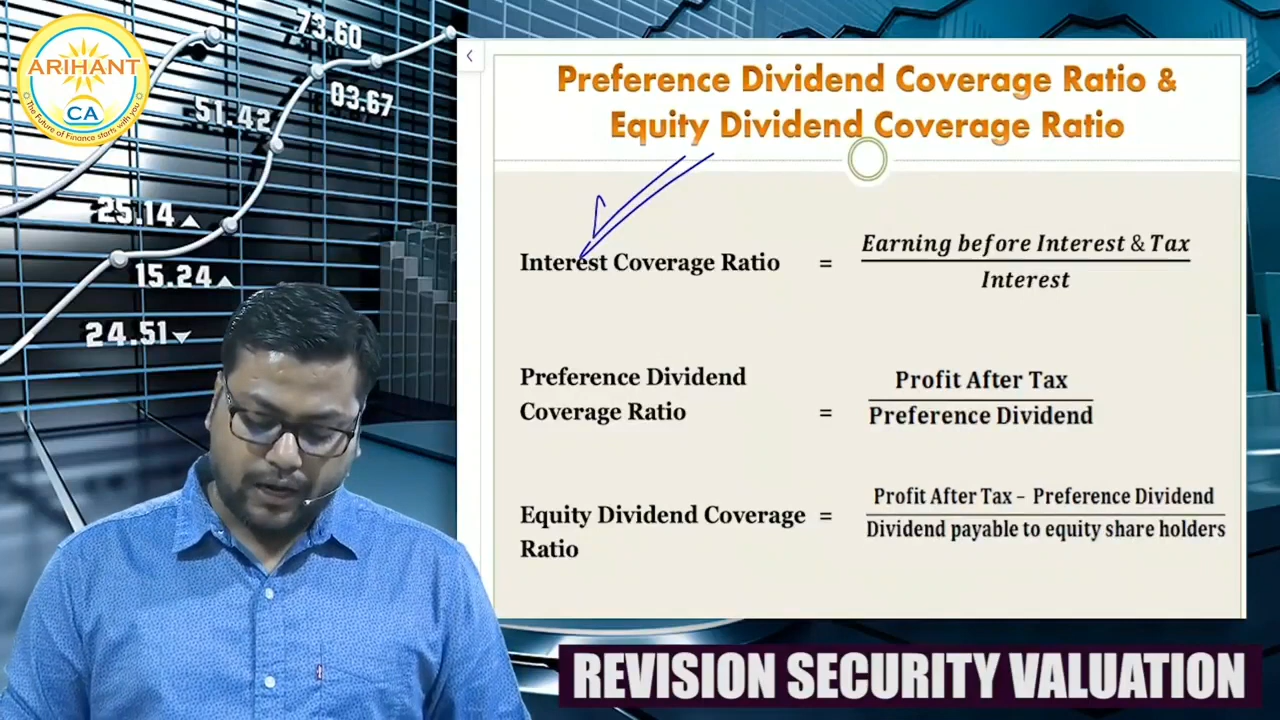 ARIHANT
CA
The Future of Finance starts with you
73.60
03.67
51.42
25.14
15.24
24.51
Preference Dividend Coverage Ratio &
Equity Dividend Coverage Ratio
Interest Coverage Ratio = Earning before Interest & Tax
Interest
Preference Dividend
Coverage Ratio = Profit After Tax
Preference Dividend
Equity Dividend Coverage = Profit After Tax – Preference Dividend
Ratio
Dividend payable to equity share holders
REVISION SECURITY VALUATION